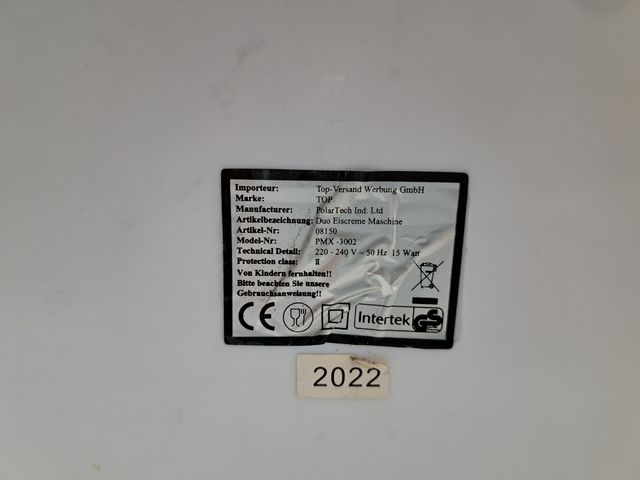 Importeur: Top-Versand Werbung GmbH
Marke: TOP
Manufacturer: PolarTech Ind. Ltd
Artikelbezeichnung: Duo Eiscreme Maschine
Artikel-Nr: 08150
Model-Nr: PMX -3002
Technical Detail: 220 - 240 V ~ 50 Hz 15 Watt
Protection class: II
Von Kindern fernhalten!!
Bitte beachten Sie unsere
Gebrauchsanweisung!!
CE Intertek GS
2022